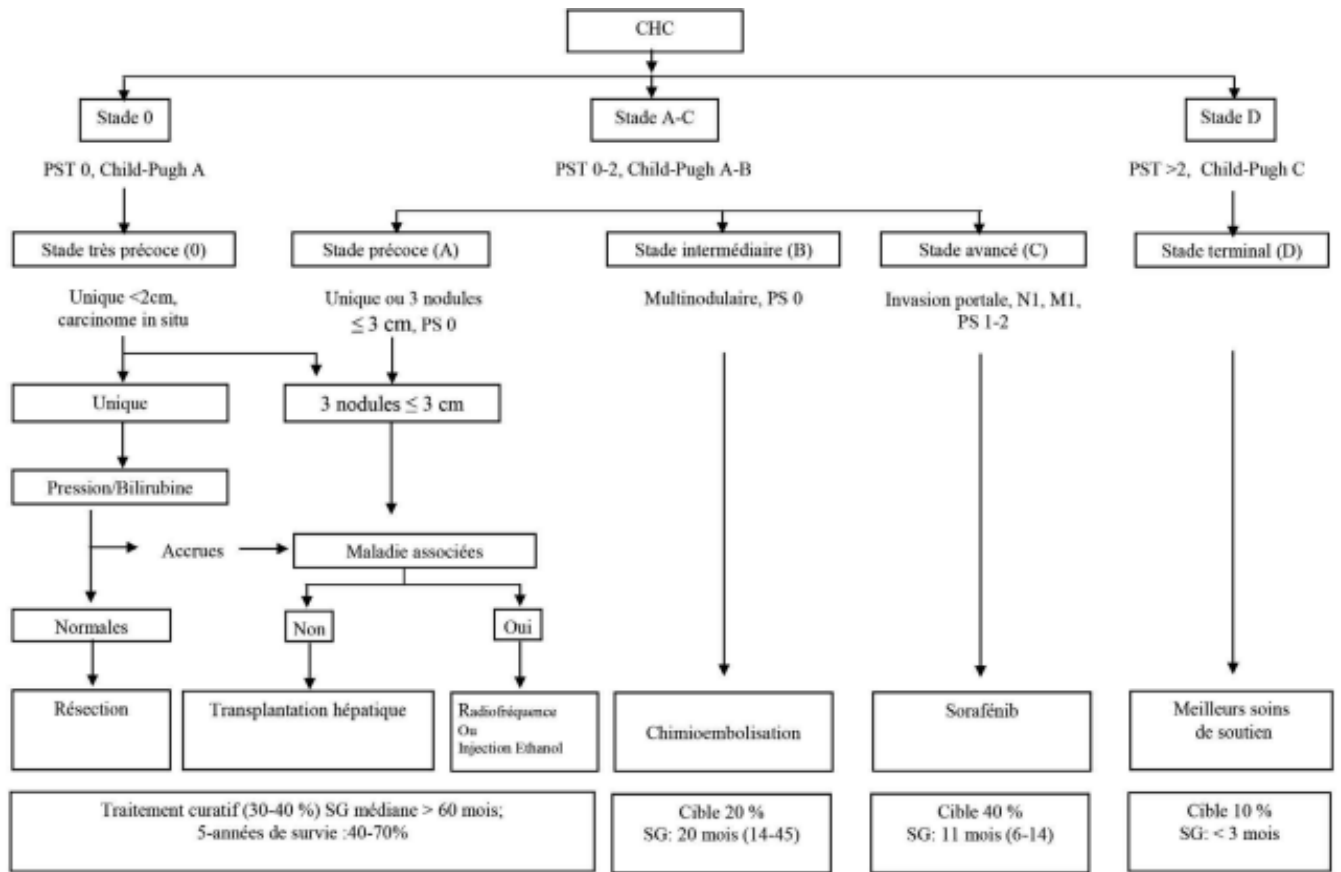 CHC
Stade 0
Stade A-C
Stade D
PST 0, Child-Pugh A
PST 0-2, Child-Pugh A-B
PST >2, Child-Pugh C
Stade très précoce (0)
Stade précoce (A)
Stade intermédiaire (B)
Stade avancé (C)
Stade terminal (D)
Unique <2cm,
carcinome in situ
Unique ou 3 nodules
≤ 3 cm, PS 0
Multinodulaire, PS 0
Invasion portale, N1, M1,
PS 1-2
Unique
3 nodules ≤ 3 cm
Pression/Bilirubine
Accrues
Maladie associées
Normales
Non
Oui
Résection
Transplantation hépatique
Radiofréquence
Ou
Injection Ethanol
Chimioembolisation
Sorafénib
Meilleurs soins
de soutien
Traitement curatif (30-40 %) SG médiane > 60 mois;
5-années de survie :40-70%
Cible 20 %
SG: 20 mois (14-45)
Cible 40 %
SG: 11 mois (6-14)
Cible 10 %
SG: < 3 mois